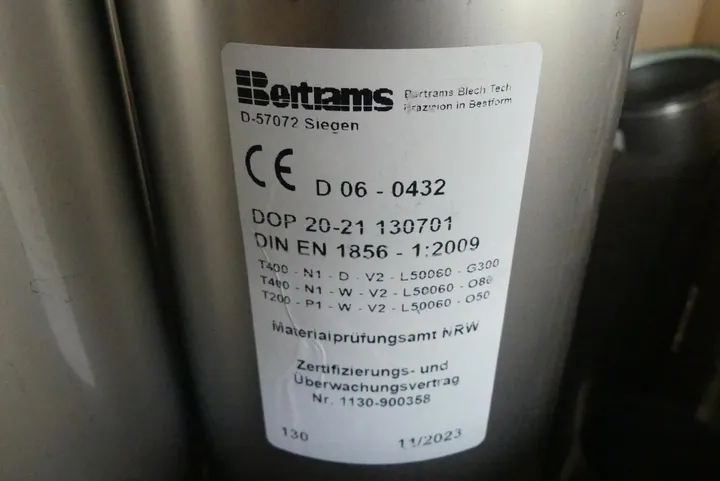 Bertrams
Bertrams Blech Tech
Präzision in Bestform
D-57072 Siegen
CE D 06 - 0432
DOP 20-21 130701
DIN EN 1856 - 1:2009
T400 - N1 - D - V2 - L50060 - G300
T400 - N1 - W - V2 - L50060 - O80
T200 - P1 - W - V2 - L50060 - O50
Materialprüfungsamt NRW
Zertifizierungs- und
Überwachungsvertrag
Nr. 1130-900358
130 11/2023